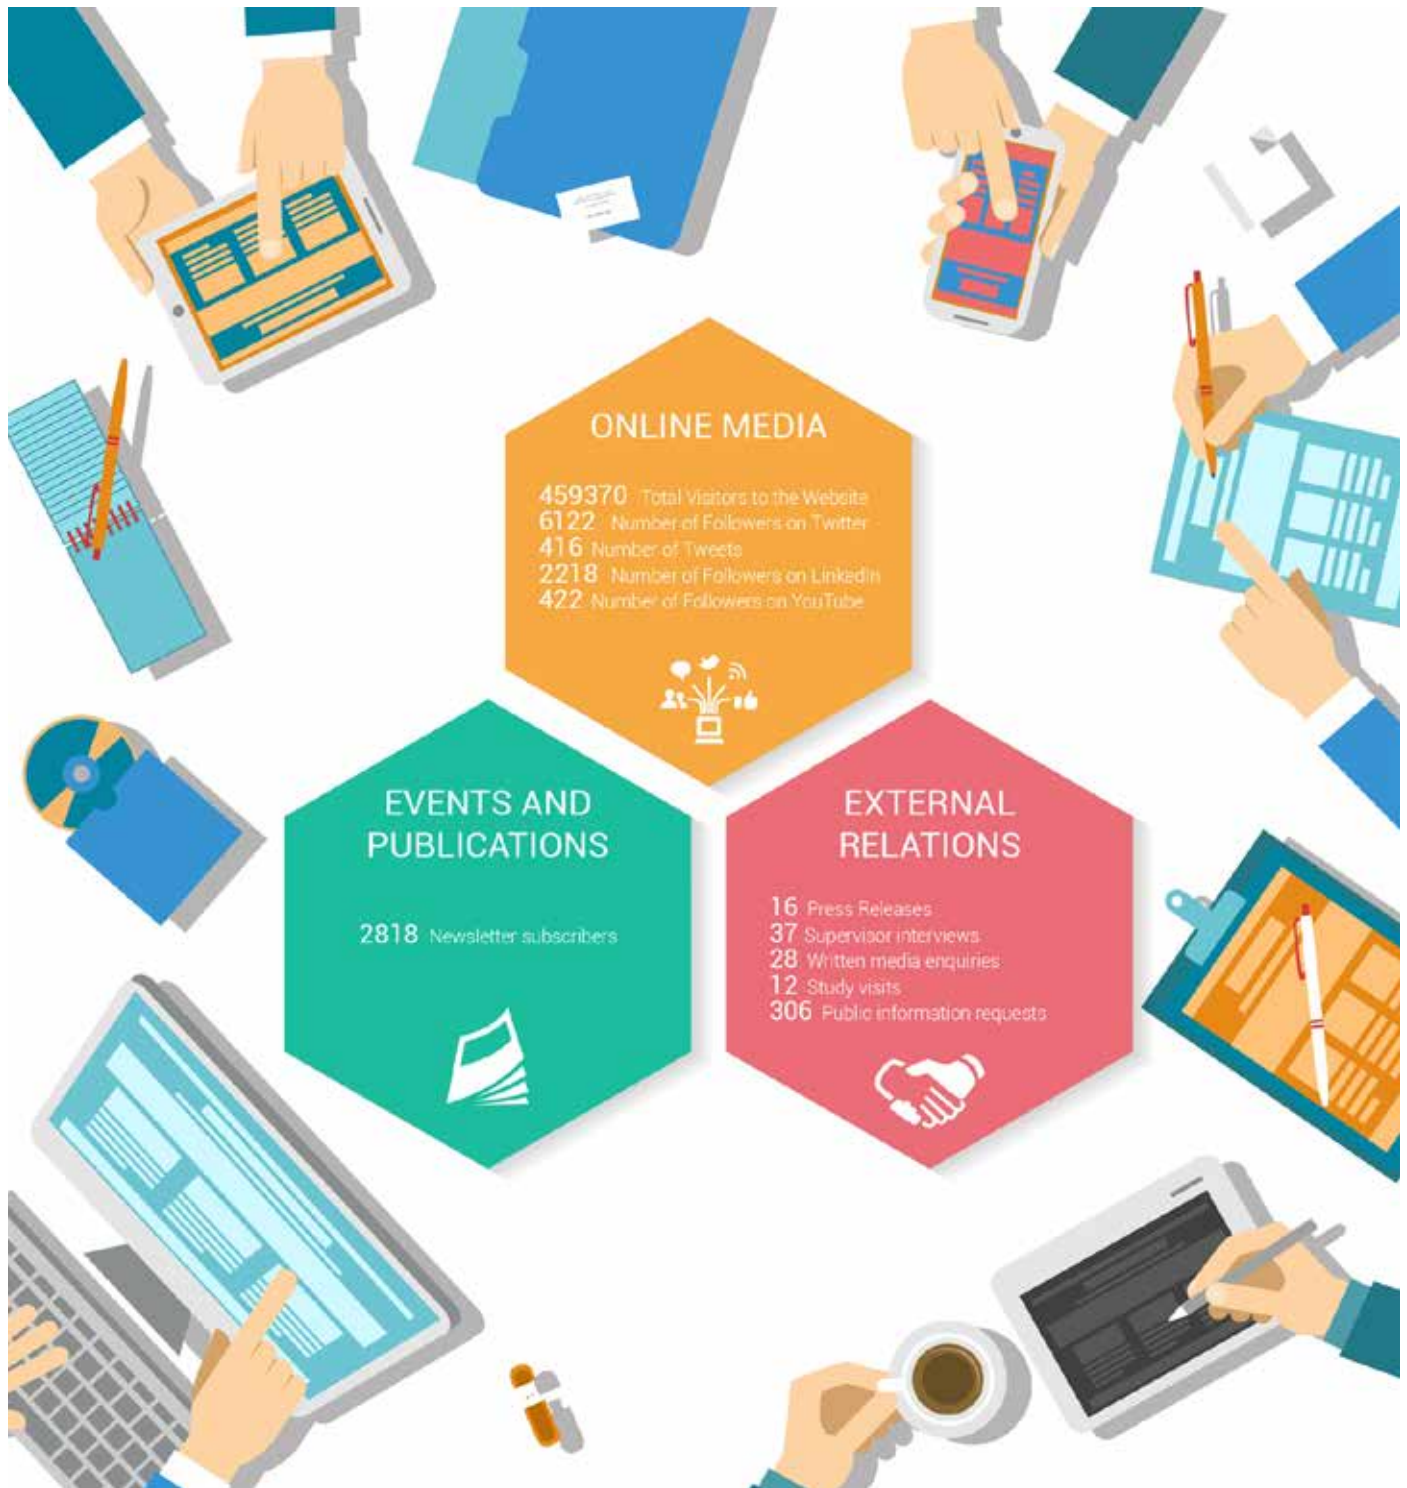 ONLINE MEDIA
459370 Total Visitors to the Website
6122 Number of Followers on Twitter
416 Number of Tweets
2218 Number of Followers on LinkedIn
422 Number of Followers on YouTube
EVENTS AND
PUBLICATIONS
2818 Newsletter subscribers
EXTERNAL
RELATIONS
16 Press Releases
37 Supervisor interviews
28 Written media enquiries
12 Study visits
306 Public information requests